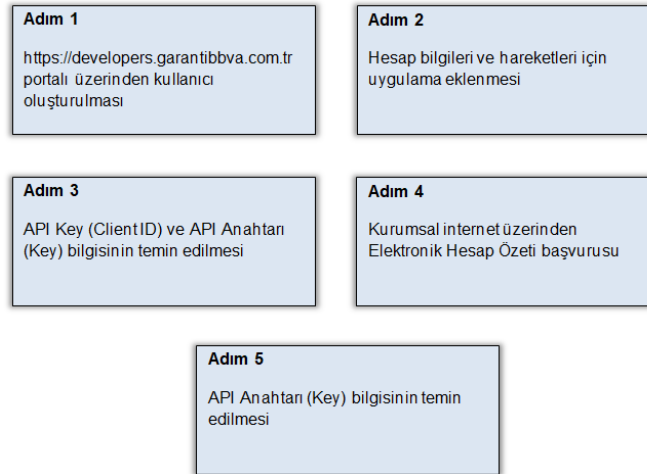 Adım 1
https://developers.garantibbva.com.tr
portalı üzerinden kullanıcı
oluşturulması
Adım 2
Hesap bilgileri ve hareketleri için
uygulama eklenmesi
Adım 3
API Key (Client ID) ve API Anahtarı
(Key) bilgisinin temin edilmesi
Adım 4
Kurumsal internet üzerinden
Elektronik Hesap Özeti başvurusu
Adım 5
API Anahtarı (Key) bilgisinin temin
edilmesi